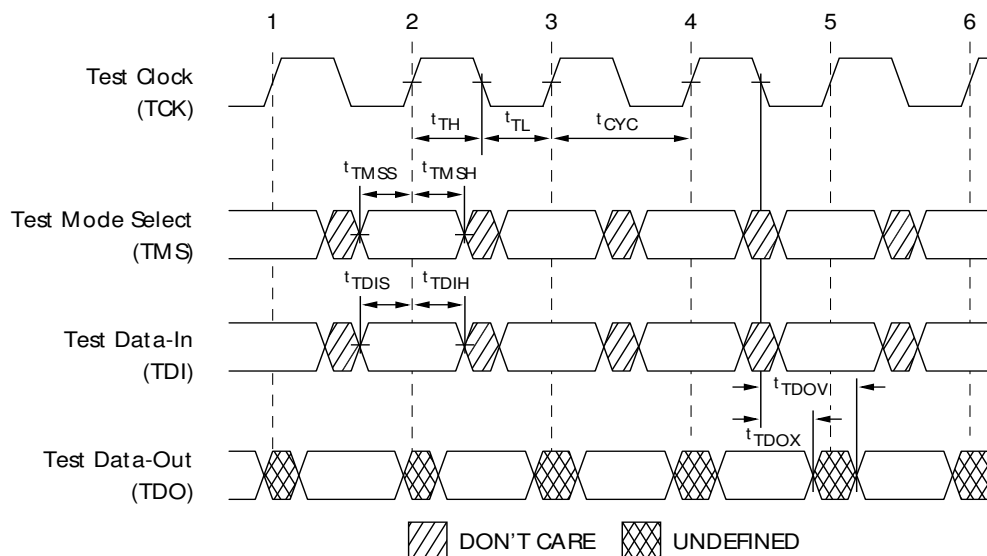 1 2 3 4 5 6
Test Clock
(TCK)
tTH tTL tCYC
tTMSS tTMSH
Test Mode Select
(TMS)
tTDIS tTDIH
Test Data-In
(TDI)
tTDOV
tTDOX
Test Data-Out
(TDO)
DON'T CARE UNDEFINED